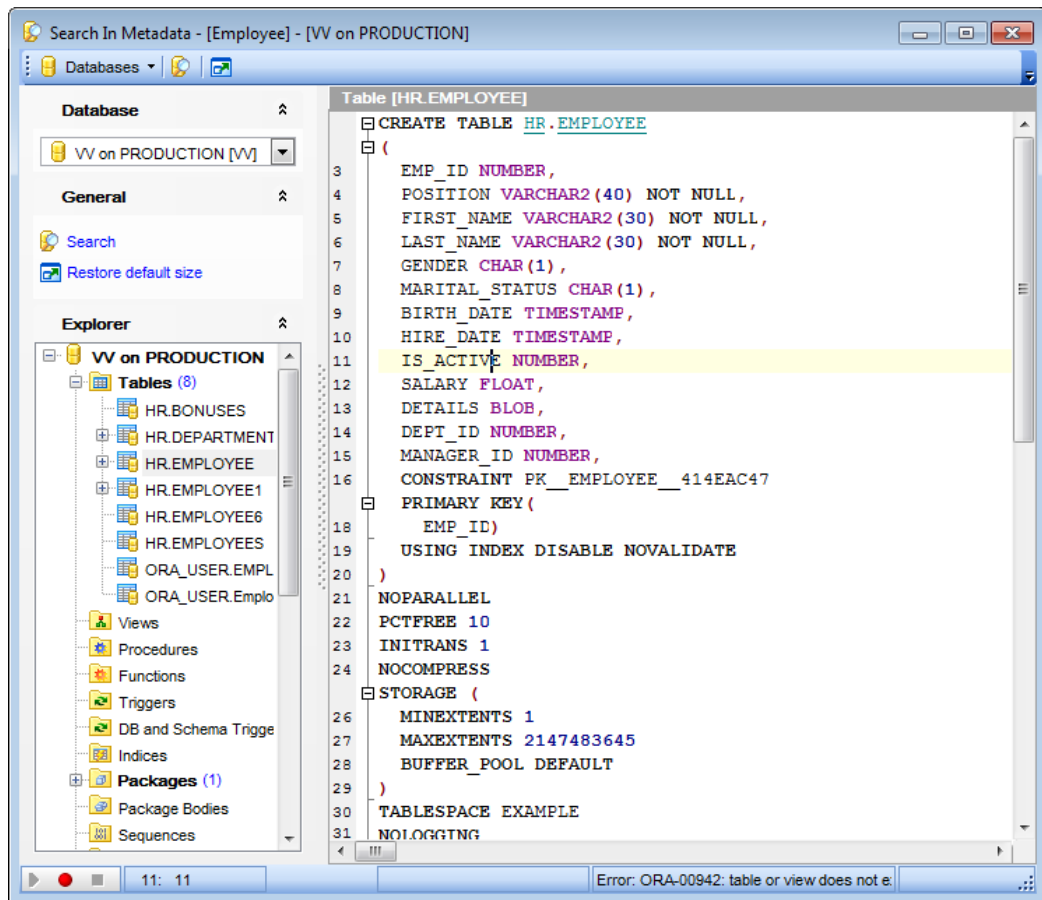 Search In Metadata - [Employee] - [VV on PRODUCTION]
Databases
Database
VV on PRODUCTION [VV]
General
Search
Restore default size
Explorer
VV on PRODUCTION
Tables (8)
HR.BONUSES
HR.DEPARTMENT
HR.EMPLOYEE
HR.EMPLOYEE1
HR.EMPLOYEE6
HR.EMPLOYEES
ORA_USER.EMPL
ORA_USER.Emplo
Views
Procedures
Functions
Triggers
DB and Schema Trigge
Indices
Packages (1)
Package Bodies
Sequences
Table [HR.EMPLOYEE]
CREATE TABLE HR.EMPLOYEE
(
3 EMP_ID NUMBER,
4 POSITION VARCHAR2(40) NOT NULL,
5 FIRST_NAME VARCHAR2(30) NOT NULL,
6 LAST_NAME VARCHAR2(30) NOT NULL,
7 GENDER CHAR(1),
8 MARITAL_STATUS CHAR(1),
9 BIRTH_DATE TIMESTAMP,
10 HIRE_DATE TIMESTAMP,
11 IS_ACTIVE NUMBER,
12 SALARY FLOAT,
13 DETAILS BLOB,
14 DEPT_ID NUMBER,
15 MANAGER_ID NUMBER,
16 CONSTRAINT PK__EMPLOYEE__414EAC47
PRIMARY KEY(
18 EMP_ID)
19 USING INDEX DISABLE NOVALIDATE
20 )
21 NOPARALLEL
22 PCTFREE 10
23 INITRANS 1
24 NOCOMPRESS
STORAGE (
26 MINEXTENTS 1
27 MAXEXTENTS 2147483645
28 BUFFER_POOL DEFAULT
29 )
30 TABLESPACE EXAMPLE
31 NOLOGGING
11: 11
Error: ORA-00942: table or view does not e